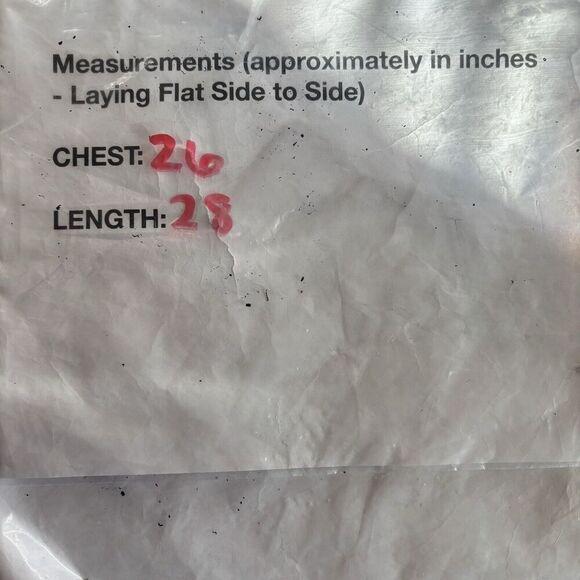 Measurements (approximately in inches
- Laying Flat Side to Side)
CHEST: 26
LENGTH: 28